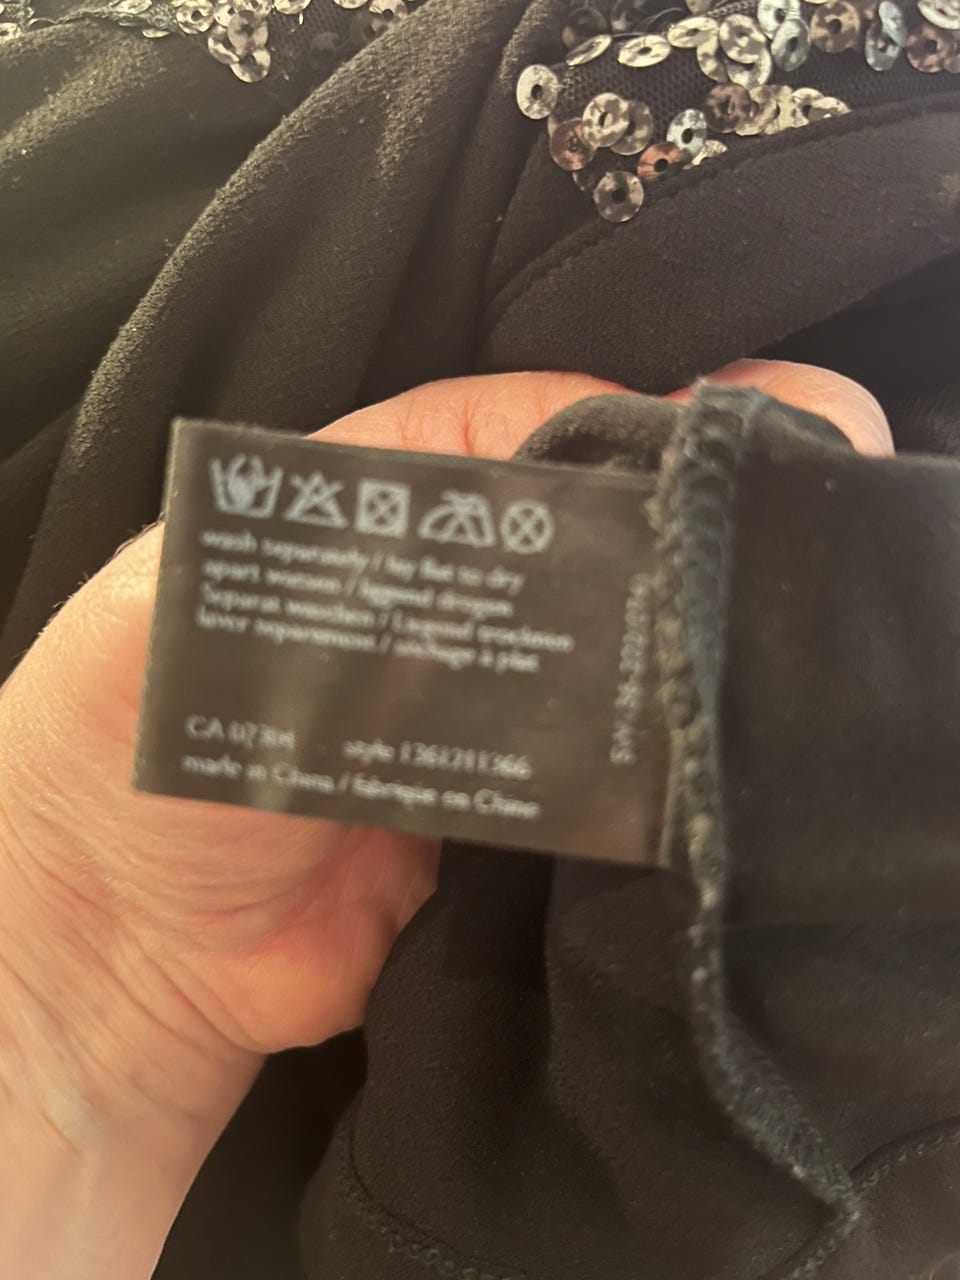 wash separately / lay flat to dry
apart wassen / liggend drogen
Separat waschen / Liegend trocknen
laver séparément / séchage à plat
CA 07304 style 1361211366
made in China / fabriqué en Chine